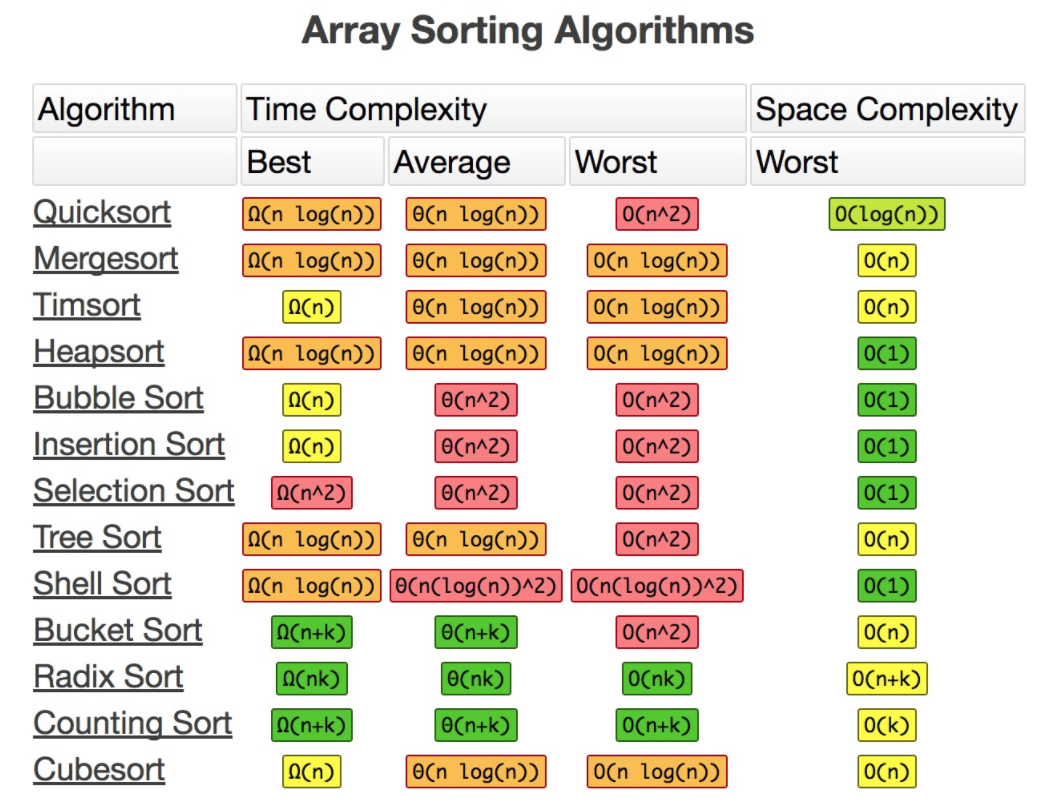 Array Sorting Algorithms
Algorithm Time Complexity Space Complexity
Best Average Worst Worst
Quicksort Ω(n log(n)) θ(n log(n)) O(n^2) O(log(n))
Mergesort Ω(n log(n)) θ(n log(n)) O(n log(n)) O(n)
Timsort Ω(n) θ(n log(n)) O(n log(n)) O(n)
Heapsort Ω(n log(n)) θ(n log(n)) O(n log(n)) O(1)
Bubble Sort Ω(n) θ(n^2) O(n^2) O(1)
Insertion Sort Ω(n) θ(n^2) O(n^2) O(1)
Selection Sort Ω(n^2) θ(n^2) O(n^2) O(1)
Tree Sort Ω(n log(n)) θ(n log(n)) O(n^2) O(n)
Shell Sort Ω(n log(n)) θ(n(log(n))^2) O(n(log(n))^2) O(1)
Bucket Sort Ω(n+k) θ(n+k) O(n^2) O(n)
Radix Sort Ω(nk) θ(nk) O(nk) O(n+k)
Counting Sort Ω(n+k) θ(n+k) O(n+k) O(k)
Cubesort Ω(n) θ(n log(n)) O(n log(n)) O(n)